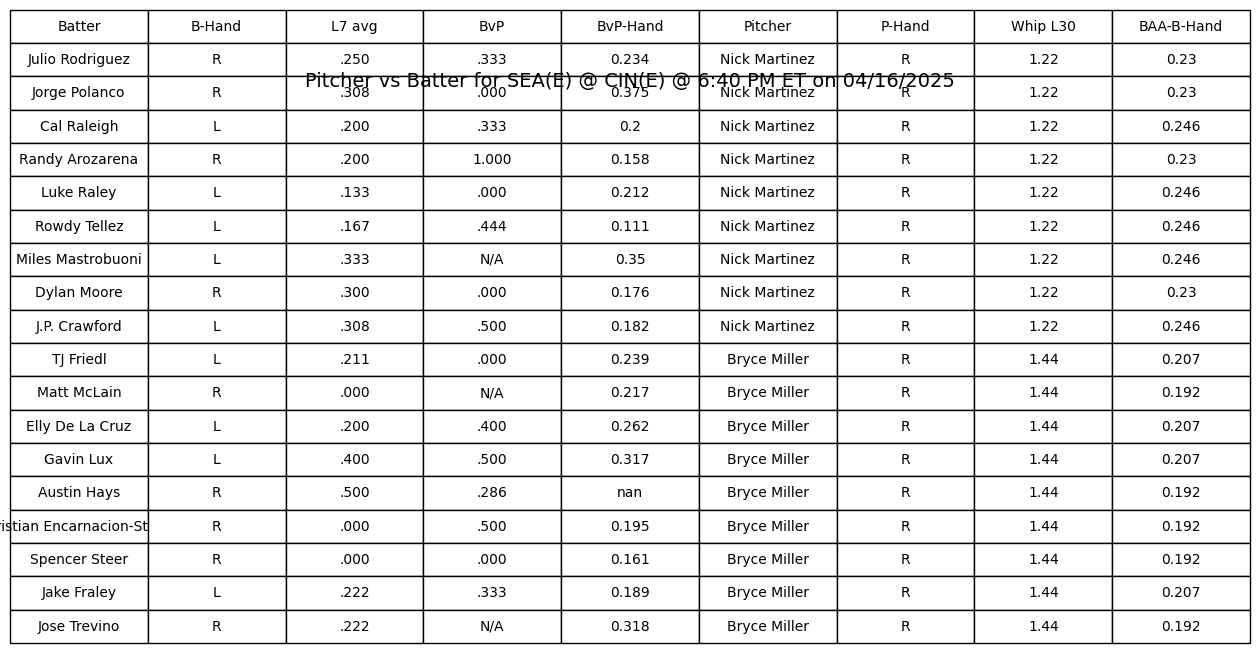 Batter B-Hand L7 avg BvP BvP-Hand Pitcher P-Hand Whip L30 BAA-B-Hand
Julio Rodriguez R .250 .333 0.234 Nick Martinez R 1.22 0.23
Pitcher vs Batter for SEA(E) @ CIN(E) @ 6:40 PM ET on 04/16/2025
Jorge Polanco R .308 .000 0.375 Nick Martinez R 1.22 0.23
Cal Raleigh L .200 .333 0.2 Nick Martinez R 1.22 0.246
Randy Arozarena R .200 1.000 0.158 Nick Martinez R 1.22 0.23
Luke Raley L .133 .000 0.212 Nick Martinez R 1.22 0.246
Rowdy Tellez L .167 .444 0.111 Nick Martinez R 1.22 0.246
Miles Mastrobuoni L .333 N/A 0.35 Nick Martinez R 1.22 0.246
Dylan Moore R .300 .000 0.176 Nick Martinez R 1.22 0.23
J.P. Crawford L .308 .500 0.182 Nick Martinez R 1.22 0.246
TJ Friedl L .211 .000 0.239 Bryce Miller R 1.44 0.207
Matt McLain R .000 N/A 0.217 Bryce Miller R 1.44 0.192
Elly De La Cruz L .200 .400 0.262 Bryce Miller R 1.44 0.207
Gavin Lux L .400 .500 0.317 Bryce Miller R 1.44 0.207
Austin Hays R .500 .286 nan Bryce Miller R 1.44 0.192
istian Encarnacion-St R .000 .500 0.195 Bryce Miller R 1.44 0.192
Spencer Steer R .000 .000 0.161 Bryce Miller R 1.44 0.192
Jake Fraley L .222 .333 0.189 Bryce Miller R 1.44 0.207
Jose Trevino R .222 N/A 0.318 Bryce Miller R 1.44 0.192